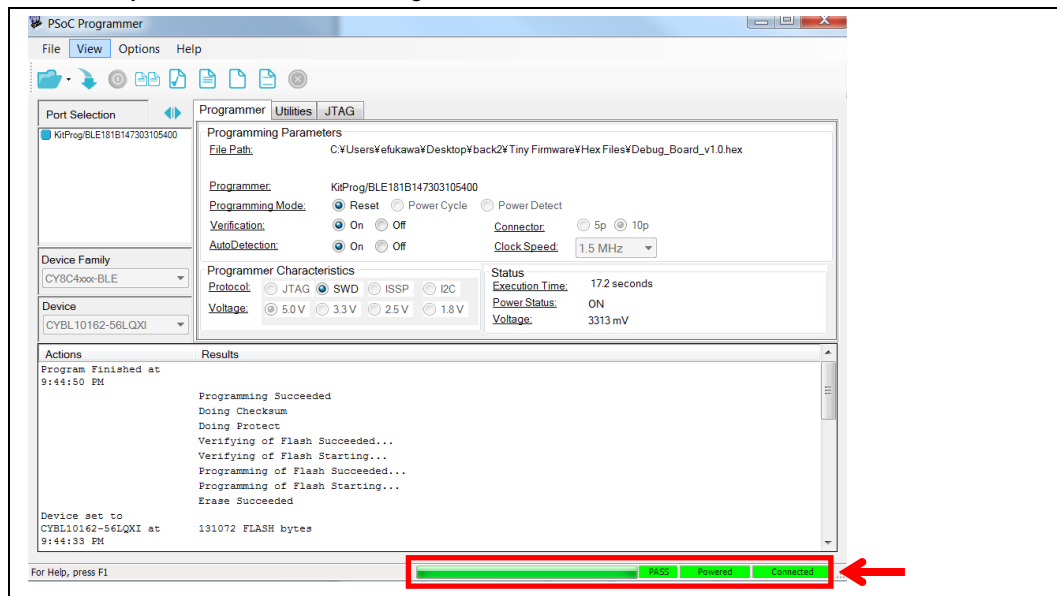 PSoC Programmer
File View Options Help
Port Selection
KitProg/BLE181B147303105400
Programmer Utilities JTAG
Programming Parameters
File Path: C:¥Users¥efukawa¥Desktop¥back2¥Tiny Firmware¥Hex Files¥Debug_Board_v1.0.hex
Programmer: KitProg/BLE181B147303105400
Programming Mode: Reset Power Cycle Power Detect
Verification: On Off Connector: 5p 10p
AutoDetection: On Off Clock Speed: 1.5 MHz
Device Family
CY8C4xxx-BLE
Device
CYBL10162-56LQXI
Programmer Characteristics
Protocol: JTAG SWD ISSP I2C
Voltage: 5.0 V 3.3 V 2.5 V 1.8 V
Status
Execution Time: 17.2 seconds
Power Status: ON
Voltage: 3313 mV
Actions Results
Program Finished at
9:44:50 PM
Programming Succeeded
Doing Checksum
Doing Protect
Verifying of Flash Succeeded...
Verifying of Flash Starting...
Programming of Flash Succeeded...
Programming of Flash Starting...
Erase Succeeded
Device set to
CYBL10162-56LQXI at 131072 FLASH bytes
9:44:33 PM
For Help, press F1 PASS Powered Connected